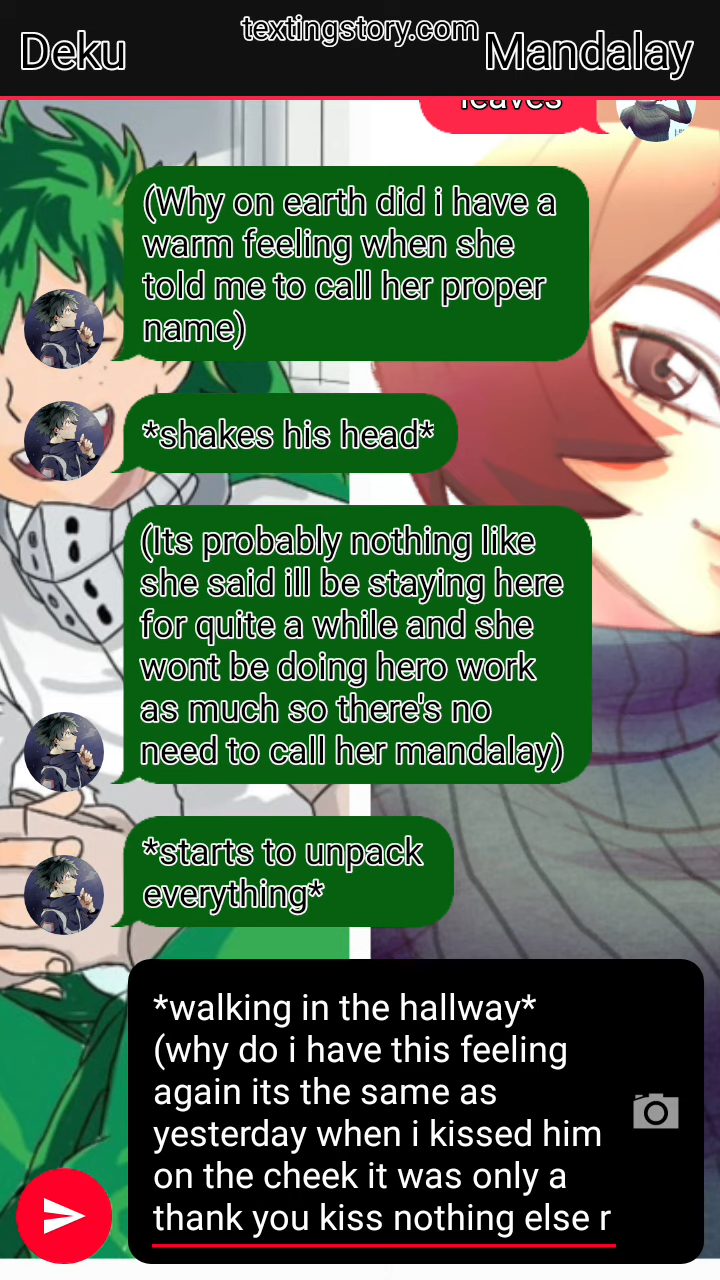 textingstory.com
Deku
Mandalay
leaves
(Why on earth did i have a
warm feeling when she
told me to call her proper
name)
*shakes his head*
(Its probably nothing like
she said ill be staying here
for quite a while and she
wont be doing hero work
as much so there's no
need to call her mandalay)
*starts to unpack
everything*
*walking in the hallway*
(why do i have this feeling
again its the same as
yesterday when i kissed him
on the cheek it was only a
thank you kiss nothing else r